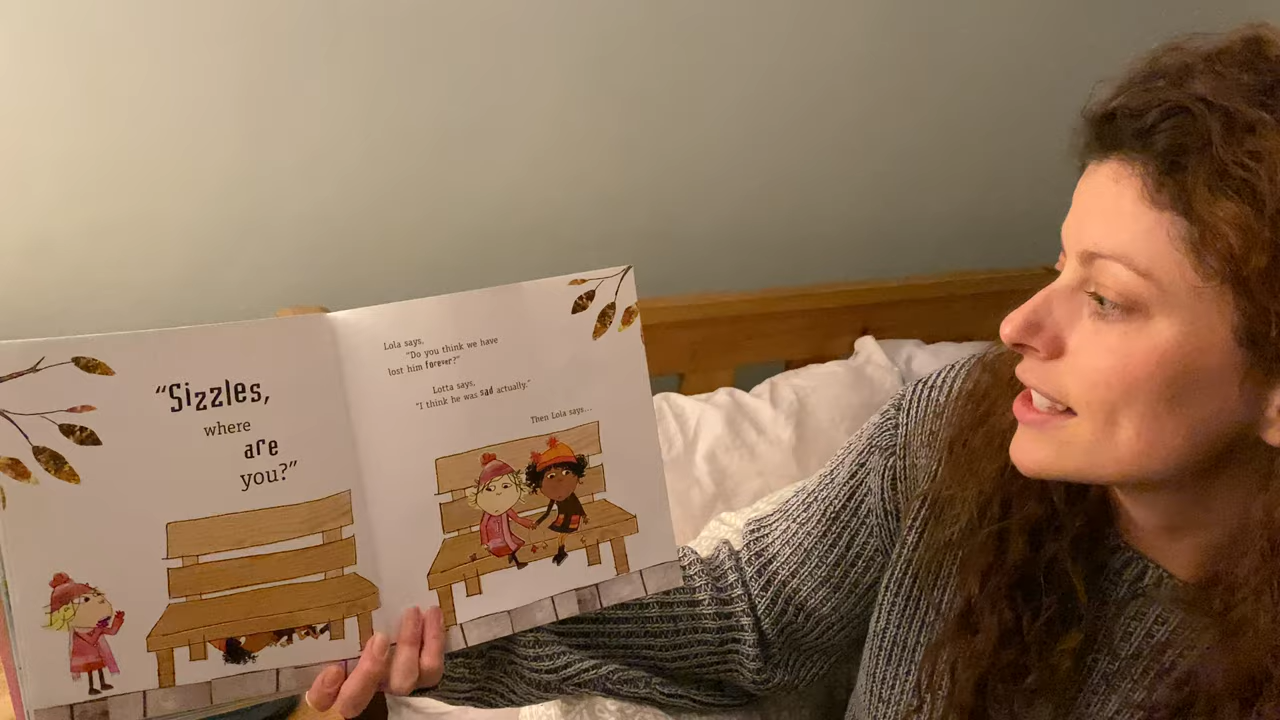 “Sizzles,
where
are
you?”
Lola says,
“Do you think we have
lost him forever?”
Lotta says,
“I think he was sad actually.”
Then Lola says...